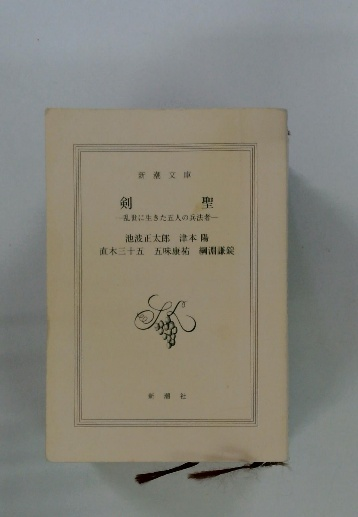 新潮文庫
剣聖
―乱世に生きた五人の兵法者―
池波正太郎 津本陽
直木三十五 五味康祐 綱淵謙錠
新潮社